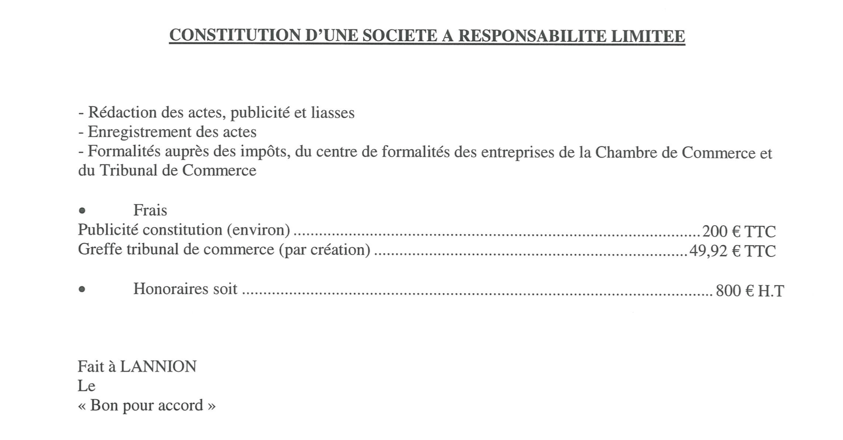 CONSTITUTION D'UNE SOCIETE A RESPONSABILITE LIMITEE
- Rédaction des actes, publicité et liasses
- Enregistrement des actes
- Formalités auprès des impôts, du centre de formalités des entreprises de la Chambre de Commerce et
du Tribunal de Commerce
• Frais
Publicité constitution (environ) ................................................................................................ 200 € TTC
Greffe tribunal de commerce (par création) .......................................................................... 49,92 € TTC
• Honoraires soit ............................................................................................................... 800 € H.T
Fait à LANNION
Le
« Bon pour accord »